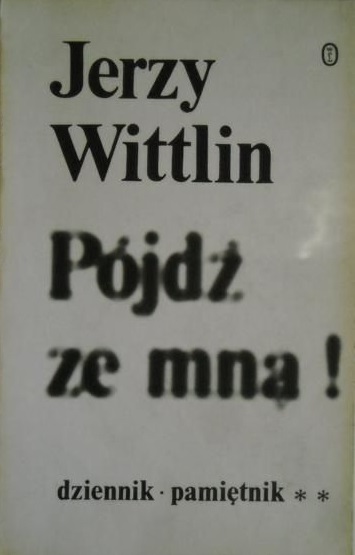 Jerzy
Wittlin
Pójdź
ze mną !
dziennik · pamiętnik * *